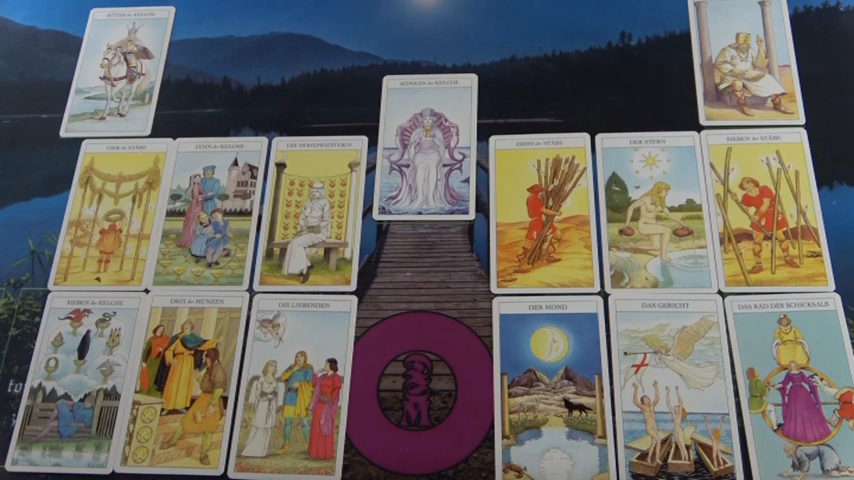 RITTER der KELCHE
KÖNIGIN der KELCHE
VIER der STÄBE
ZEHN der KELCHE
DIE HOHEPRIESTERIN
ZEHN der STÄBE
DER STERN
SIEBEN der STÄBE
SIEBEN der KELCHE
DREI der MÜNZEN
DIE LIEBENDEN
DER MOND
DAS GERICHT
DAS RAD DES SCHICKSALS